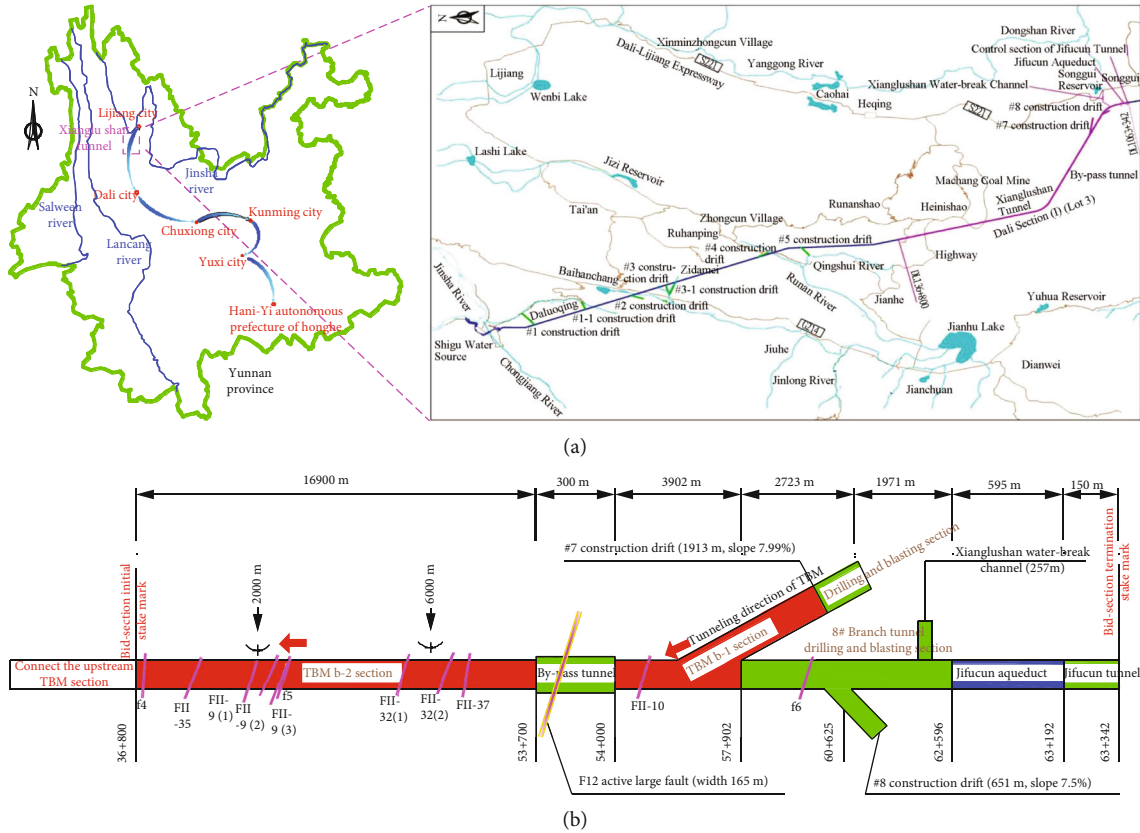 N
Lijiang city
Xianglu shan
tunnel
Jinsha
river
Dali city
Salween
river
Lancang
river
Kunming city
Chuxiong city
Yuxi city
Hani-Yi autonomous
prefecture of honghe
Yunnan
province
N
Xinminzhongcun Village
S221
Dali-Lijiang Expressway
Yanggong River
Lijiang
Wenbi Lake
Caohai
Heqing
Dongshan River
Control section of Jifucun Tunnel
Jifucun Aqueduct
Songgui
Reservoir
Songgui
Xianglushan Water-break Channel
S221
#8 construction drift
#7 construction drift
DL163+342
By-pass tunnel
Lashi Lake
Jizi Reservoir
Machang Goal Mine
Xianglushan
Tunnel
Dali Section (I) (Lot 3)
Runanshao
Heinishao
Tai'an
Zhongcun Village
Ruhanping
#5 construction drift
#4 construction
drift
Highway
Qingshui River
DL136+800
#3 constru-
ction drift
Zidamei
Baihanchang
#3-1 construction drift
Runan River
Jianhe
Jinsha River
Daluoqing
#2 construction drift
#1-1 construction drift
#1 construction drift
Yuhua Reservoir
Shigu Water
Source
G214
Jianhu Lake
Chongjiang River
Jiuhe
Dianwei
Jinlong River
Jianchuan
(a)
16900 m
300 m
3902 m
2723 m
1971 m
595 m
150 m
#7 construction drift (1913 m, slope 7.99%)
Xianglushan water-break
channel (257m)
Bid-section initial
stake mark
2000 m
6000 m
Tunneling direction of TBM
Drilling and blasting section
Bid-section termination
stake mark
TBM b-1 section
8# Branch tunnel
drilling and blasting section
Connect the upstream
TBM section
TBM b-2 section
By-pass tunnel
Jifucun aqueduct
Jifucun tunnel
f4
FII
-35
FII-
9 (1)
FII
-9 (2)
FII-
9 (3)
f5
FII-
32(1)
FII-
32(2)
FII-37
FII-10
f6
36+800
53+700
54+000
57+902
60+625
62+596
63+192
63+342
F12 active large fault (width 165 m)
#8 construction drift (651 m, slope 7.5%)
(b)